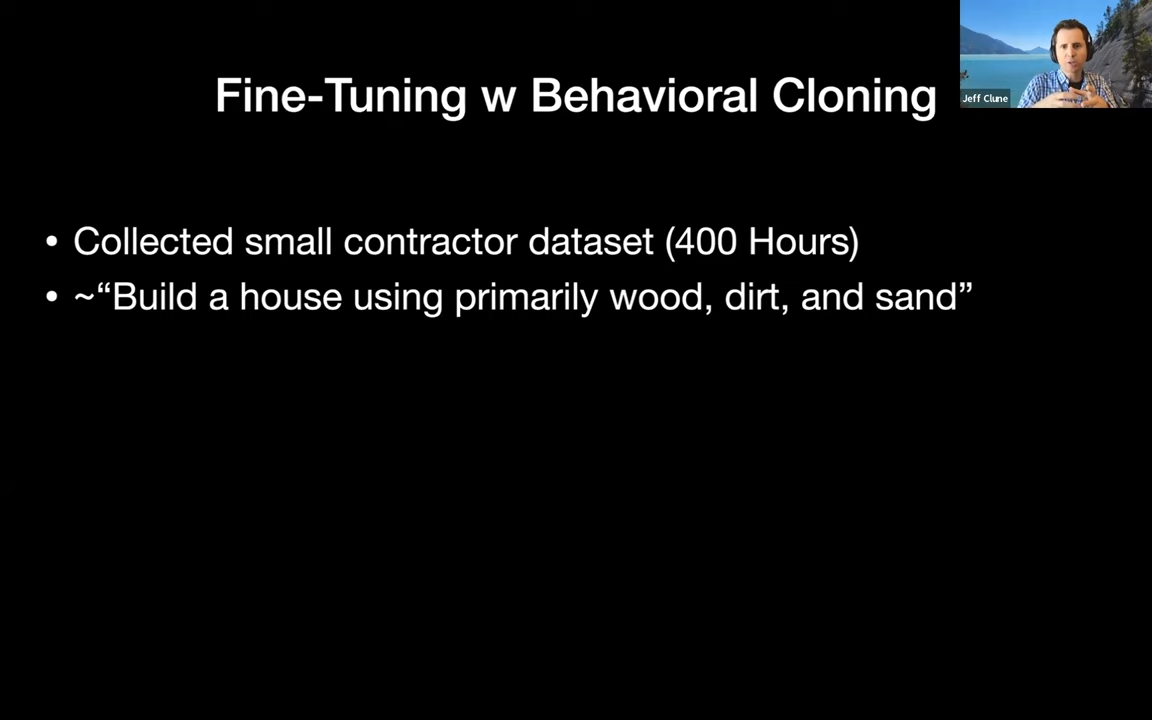 Fine-Tuning w Behavioral Cloning
Jeff Clune
• Collected small contractor dataset (400 Hours)
• ~“Build a house using primarily wood, dirt, and sand”